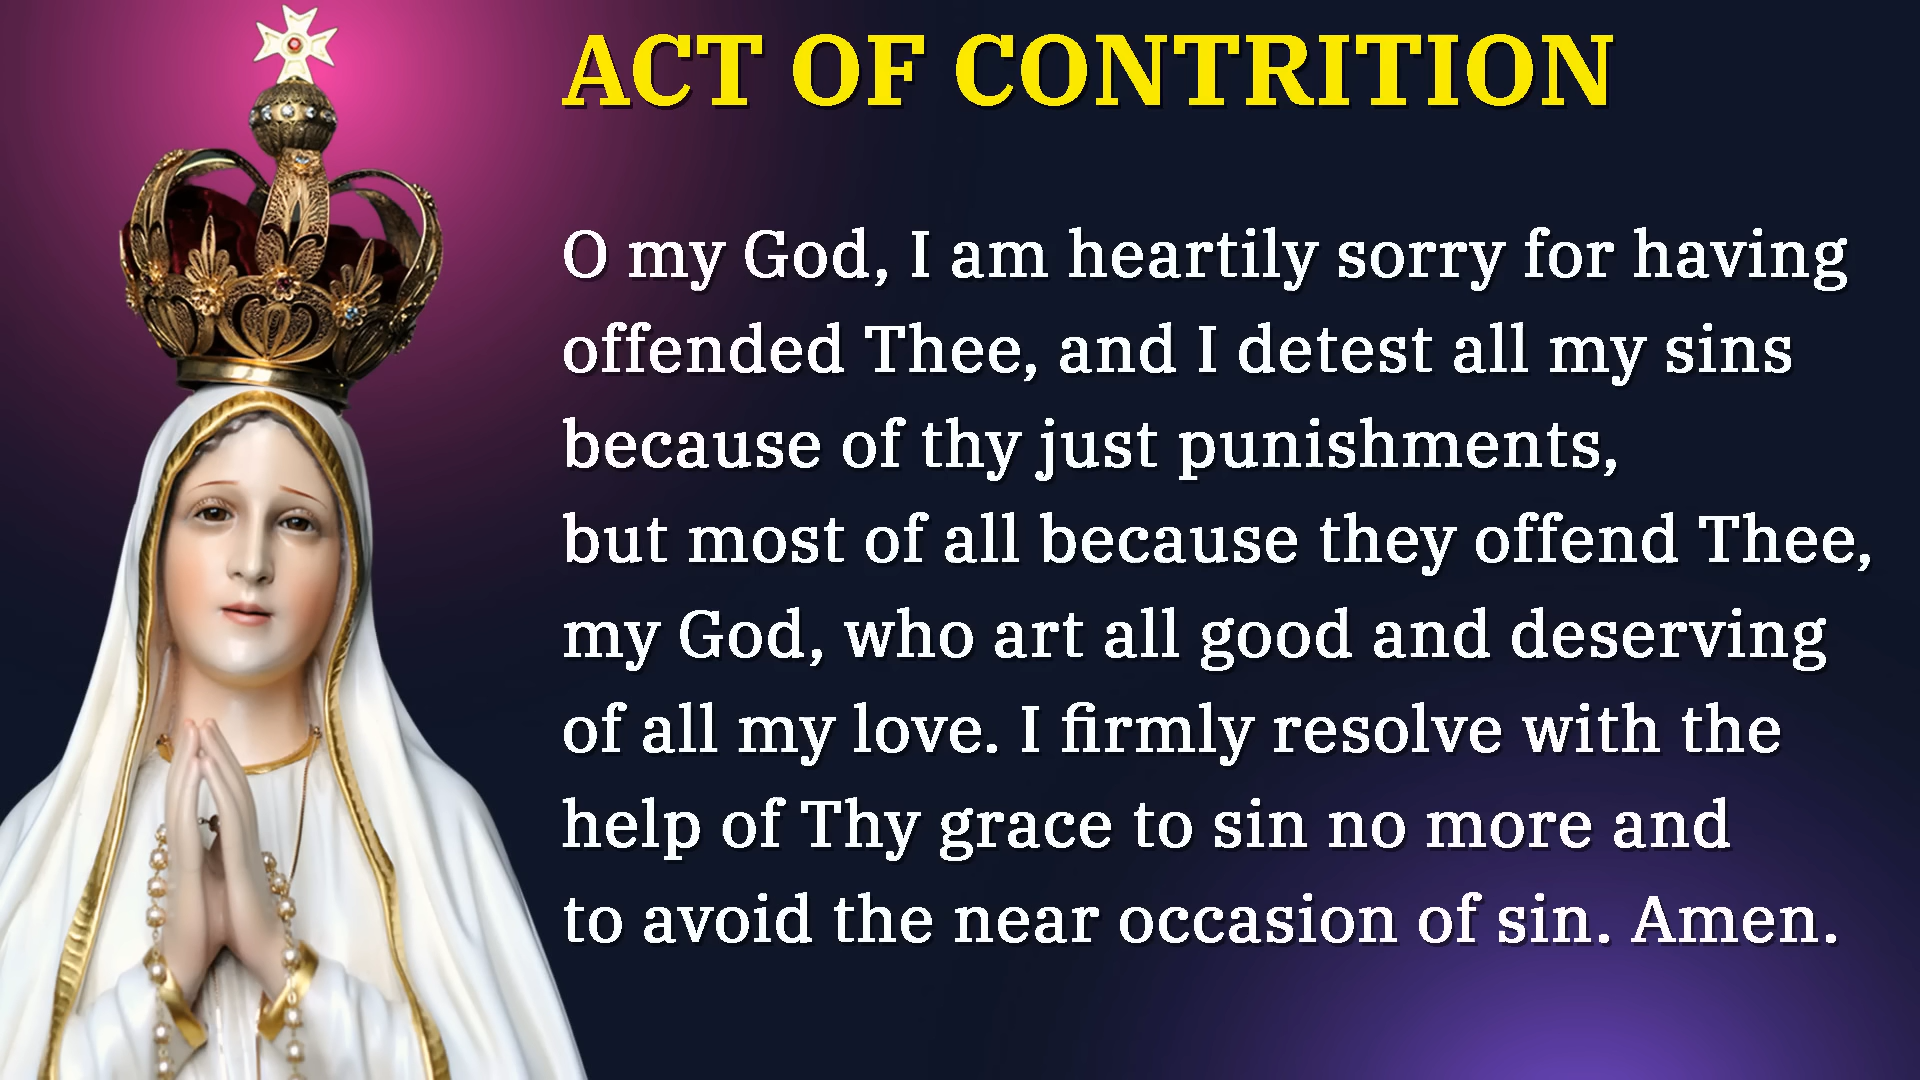 ACT OF CONTRITION
O my God, I am heartily sorry for having
offended Thee, and I detest all my sins
because of thy just punishments,
but most of all because they offend Thee,
my God, who art all good and deserving
of all my love. I firmly resolve with the
help of Thy grace to sin no more and
to avoid the near occasion of sin. Amen.